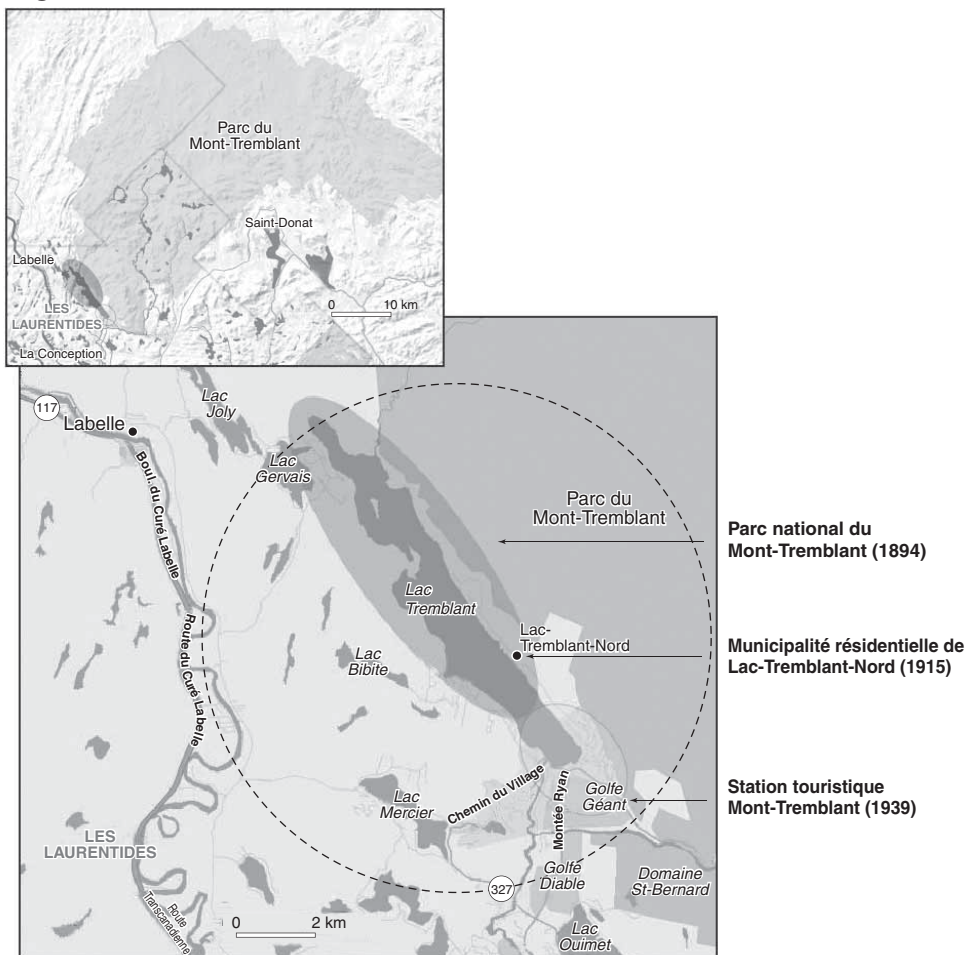 Parc du
Mont-Tremblant
Saint-Donat
Labelle
LES
LAURENTIDES
La Conception
0 10 km
117
Labelle
Lac
Joly
Lac
Gervais
Boul. du Curé Labelle
Parc du
Mont-Tremblant
Parc national du
Mont-Tremblant (1894)
Lac
Tremblant
Route du Curé Labelle
Lac-
Tremblant-Nord
Municipalité résidentielle de
Lac-Tremblant-Nord (1915)
Lac
Bibite
Chemin du Village
Montée Ryan
Golfe
Géant
Station touristique
Mont-Tremblant (1939)
Lac
Mercier
LES
LAURENTIDES
Golfe
Diable
Domaine
St-Bernard
327
Route
Transcanadienne
0 2 km
Lac
Ouimet